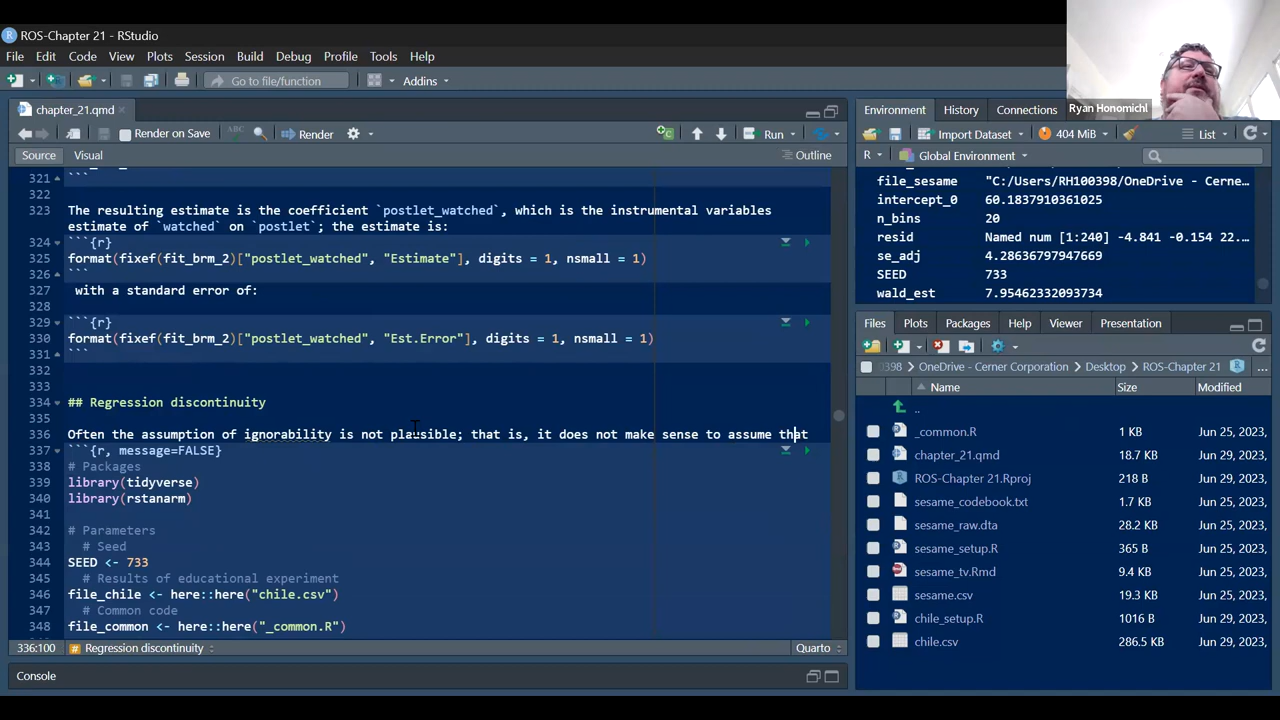 ROS-Chapter 21 - RStudio
File Edit Code View Plots Session Build Debug Profile Tools Help
Go to file/function Addins
Ryan Honomichl
chapter_21.qmd
Render on Save ABC Render Run
Source Visual Outline
321 ```
322
323 The resulting estimate is the coefficient `postlet_watched`, which is the instrumental variables
estimate of `watched` on `postlet`; the estimate is:
324 ```{r}
325 format(fixef(fit_brm_2)["postlet_watched", "Estimate"], digits = 1, nsmall = 1)
326 ```
327 with a standard error of:
328
329 ```{r}
330 format(fixef(fit_brm_2)["postlet_watched", "Est.Error"], digits = 1, nsmall = 1)
331 ```
332
333
334 ## Regression discontinuity
335
336 Often the assumption of ignorability is not plausible; that is, it does not make sense to assume that
337 ```{r, message=FALSE}
338 # Packages
339 library(tidyverse)
340 library(rstanarm)
341
342 # Parameters
343 # Seed
344 SEED <- 733
345 # Results of educational experiment
346 file_chile <- here::here("chile.csv")
347 # Common code
348 file_common <- here::here("_common.R")
336:100 Regression discontinuity Quarto
Console
Environment History Connections
Import Dataset 404 MiB List
R Global Environment
file_sesame "C:/Users/RH100398/OneDrive - Cerner…
intercept_0 60.1837910361025
n_bins 20
resid Named num [1:240] -4.841 -0.154 22...
se_adj 4.28636797947669
SEED 733
wald_est 7.95462332093734
Files Plots Packages Help Viewer Presentation
0398 OneDrive - Cerner Corporation Desktop ROS-Chapter 21 ...
Name Size Modified
..
_common.R 1 KB Jun 25, 2023,
chapter_21.qmd 18.7 KB Jun 29, 2023,
ROS-Chapter 21.Rproj 218 B Jun 29, 2023,
sesame_codebook.txt 1.7 KB Jun 25, 2023,
sesame_raw.dta 28.2 KB Jun 25, 2023,
sesame_setup.R 365 B Jun 25, 2023,
sesame_tv.Rmd 9.4 KB Jun 25, 2023,
sesame.csv 19.3 KB Jun 25, 2023,
chile_setup.R 1016 B Jun 29, 2023,
chile.csv 286.5 KB Jun 29, 2023,